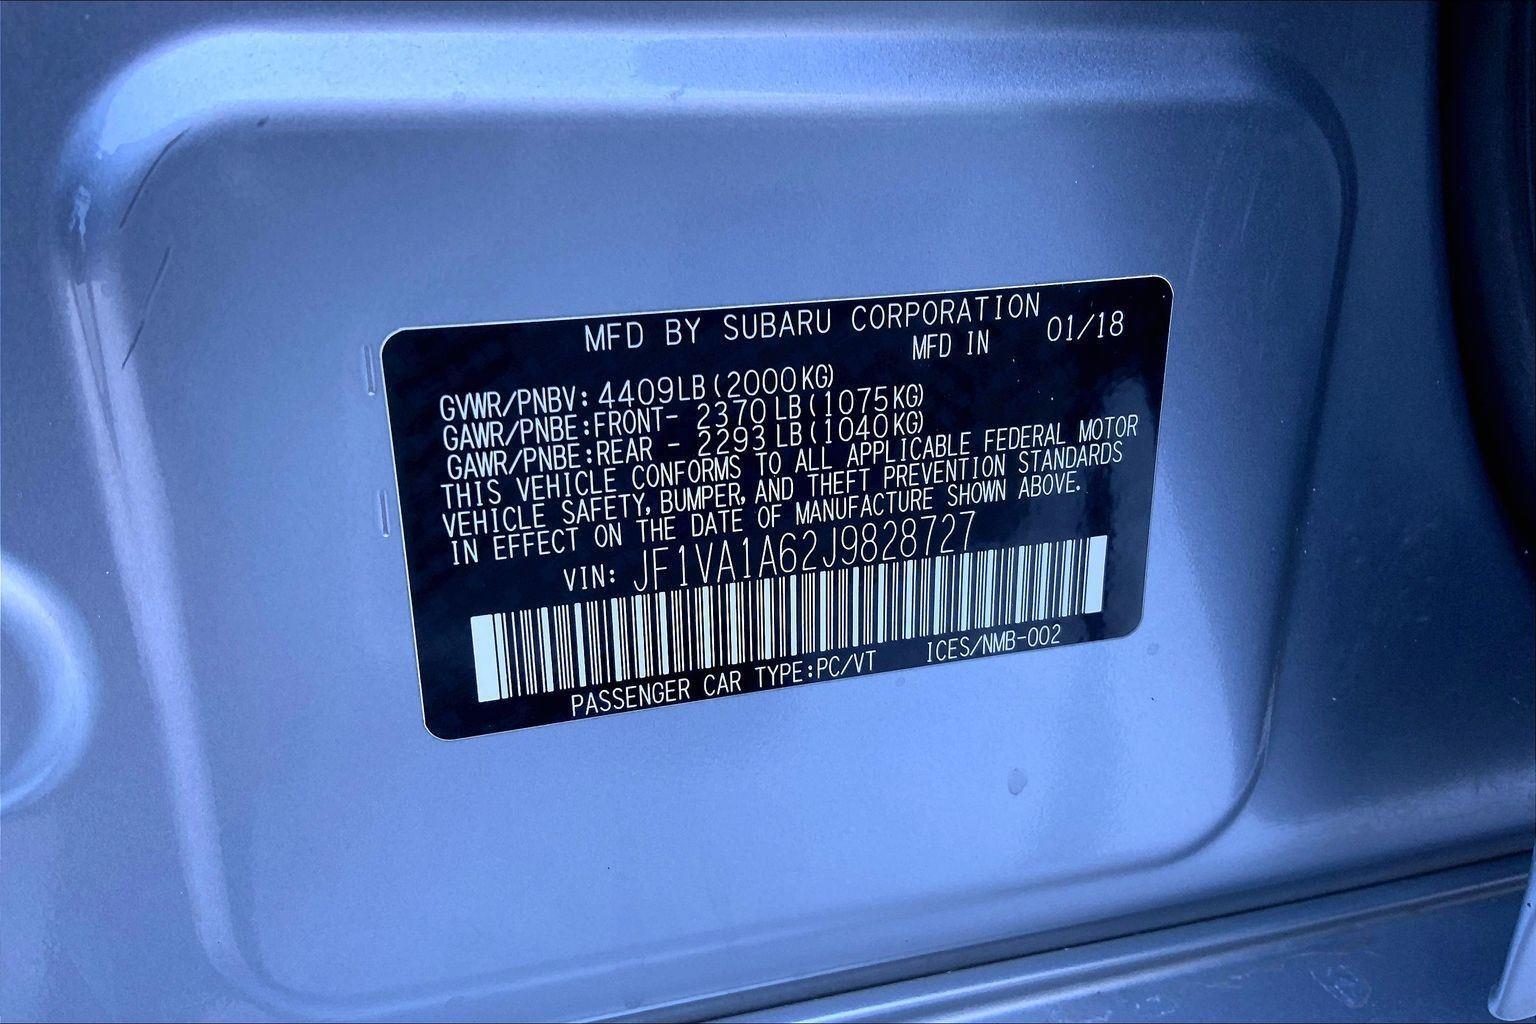 MFD BY SUBARU CORPORATION
MFD IN 01/18
GVWR/PNBV: 4409LB(2000KG)
GAWR/PNBE:FRONT- 2370LB(1075KG)
GAWR/PNBE:REAR - 2293LB(1040KG)
THIS VEHICLE CONFORMS TO ALL APPLICABLE FEDERAL MOTOR
VEHICLE SAFETY, BUMPER, AND THEFT PREVENTION STANDARDS
IN EFFECT ON THE DATE OF MANUFACTURE SHOWN ABOVE.
VIN: JF1VA1A62J9828727
PASSENGER CAR TYPE:PC/VT ICES/NMB-002